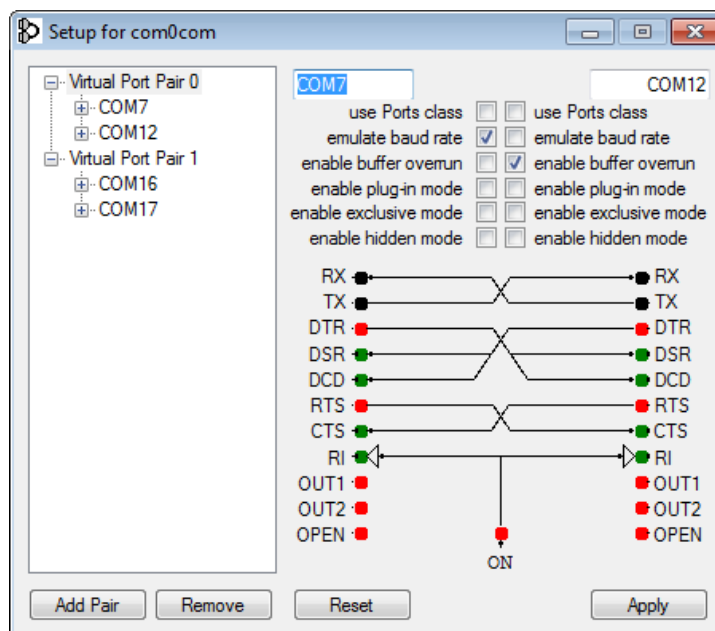 Setup for com0com
Virtual Port Pair 0
COM7
COM12
Virtual Port Pair 1
COM16
COM17
COM7 COM12
use Ports class use Ports class
emulate baud rate emulate baud rate
enable buffer overrun enable buffer overrun
enable plug-in mode enable plug-in mode
enable exclusive mode enable exclusive mode
enable hidden mode enable hidden mode
RX RX
TX TX
DTR DTR
DSR DSR
DCD DCD
RTS RTS
CTS CTS
RI RI
OUT1 OUT1
OUT2 OUT2
OPEN OPEN
ON
Add Pair Remove Reset Apply